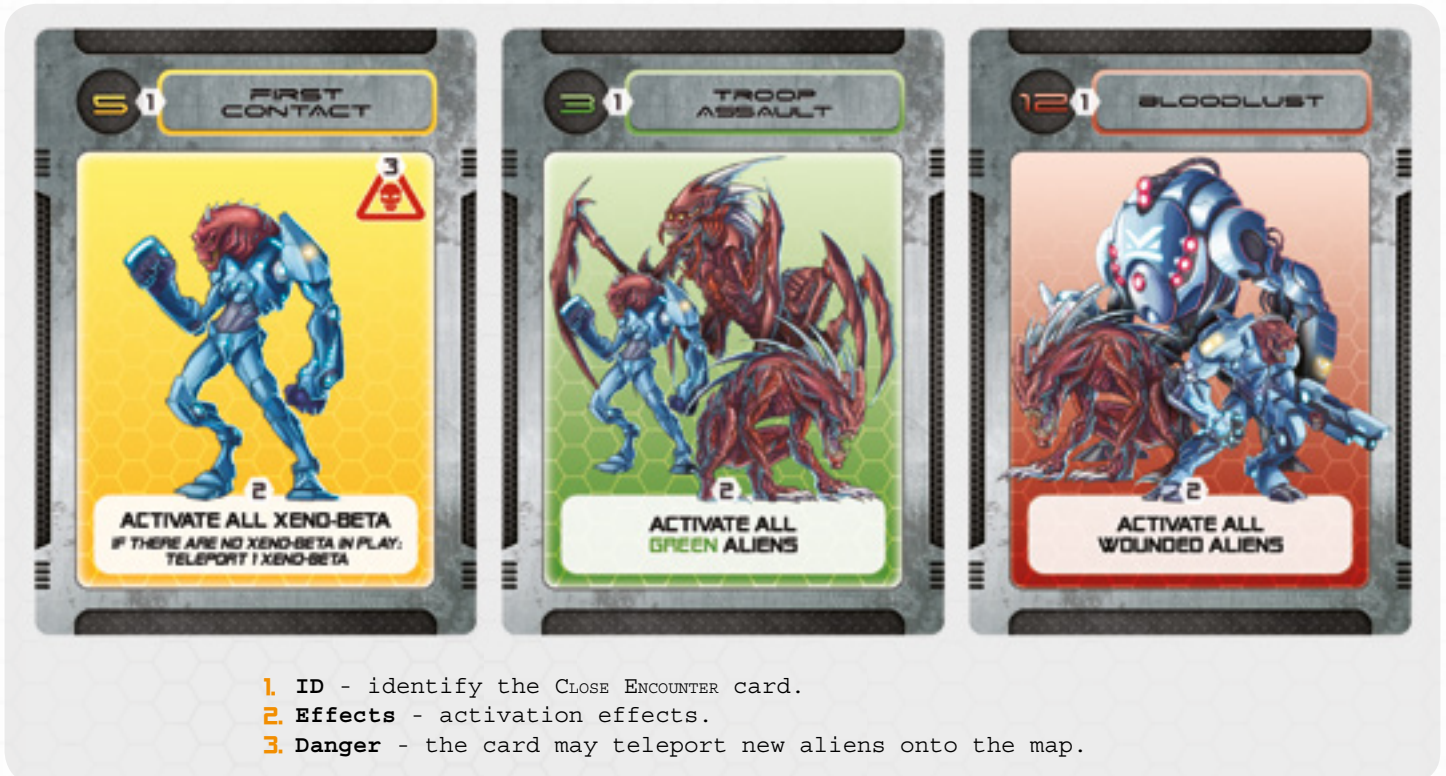 5 1 FIRST
CONTACT
3
2
ACTIVATE ALL XENO-BETA
IF THERE ARE NO XENO-BETA IN PLAY:
TELEPORT 1 XENO-BETA
3 1 TROOP
ASSAULT
2
ACTIVATE ALL
GREEN ALIENS
12 1 BLOODLUST
2
ACTIVATE ALL
WOUNDED ALIENS
1. ID - identify the CLOSE ENCOUNTER card.
2. Effects - activation effects.
3. Danger - the card may teleport new aliens onto the map.